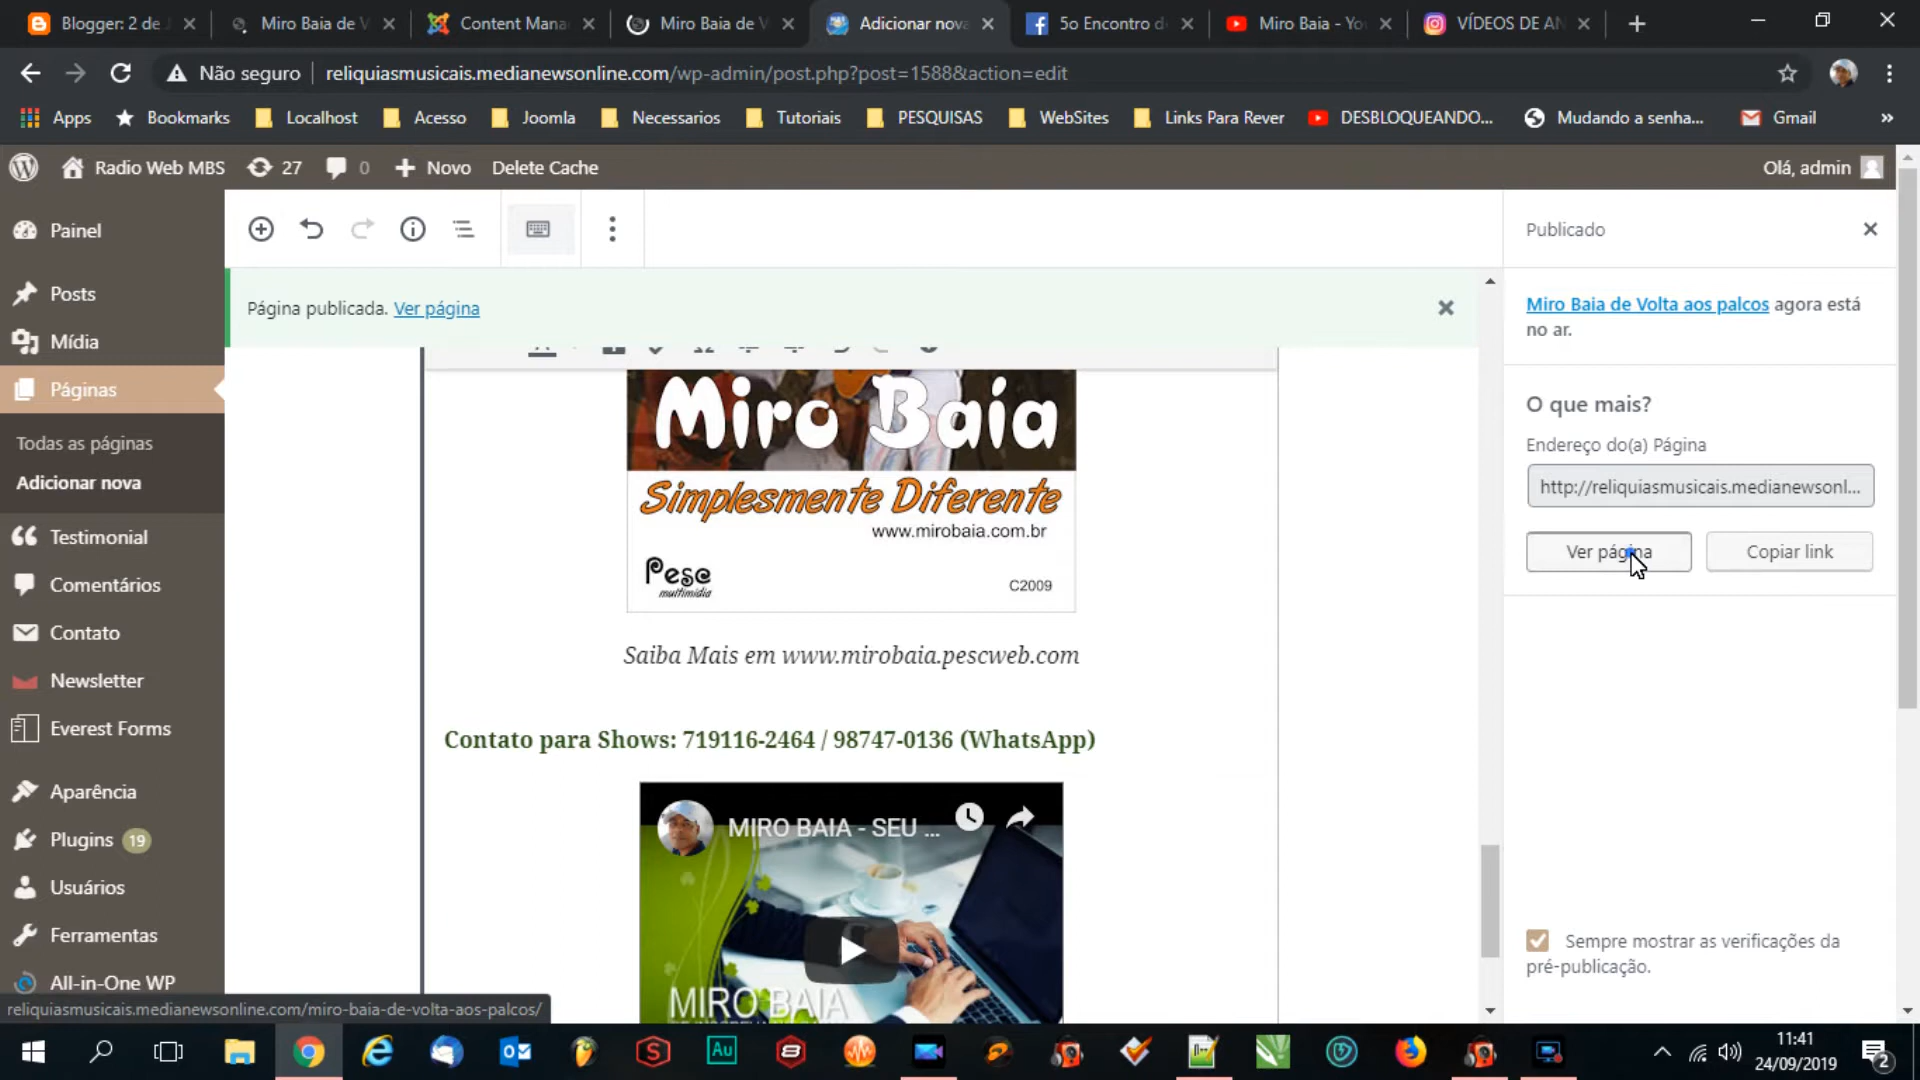 Blogger: 2 de
Miro Baia de V
Content Mana
Miro Baia de V
Adicionar nova
5o Encontro d
Miro Baia - You
VÍDEOS DE AN
Não seguro
reliquiasmusicais.medianewsonline.com/wp-admin/post.php?post=1588&action=edit
Apps
Bookmarks
Localhost
Acesso
Joomla
Necessarios
Tutoriais
PESQUISAS
WebSites
Links Para Rever
DESBLOQUEANDO...
Mudando a senha...
Gmail
»
Radio Web MBS
27
0
Novo
Delete Cache
Olá, admin
Painel
Posts
Mídia
Páginas
Todas as páginas
Adicionar nova
Testimonial
Comentários
Contato
Newsletter
Everest Forms
Aparência
Plugins 19
Usuários
Ferramentas
All-in-One WP
reliquiasmusicais.medianewsonline.com/miro-baia-de-volta-aos-palcos/
Página publicada. Ver página
Miro Baía
Simplesmente Diferente
www.mirobaia.com.br
Pesc
multimídia
C2009
Saiba Mais em www.mirobaia.pescweb.com
Contato para Shows: 719116-2464 / 98747-0136 (WhatsApp)
MIRO BAIA - SEU ...
MIRO BAIA
Publicado
Miro Baia de Volta aos palcos agora está
no ar.
O que mais?
Endereço do(a) Página
http://reliquiasmusicais.medianewsonl...
Ver página
Copiar link
Sempre mostrar as verificações da
pré-publicação.
11:41
24/09/2019
2